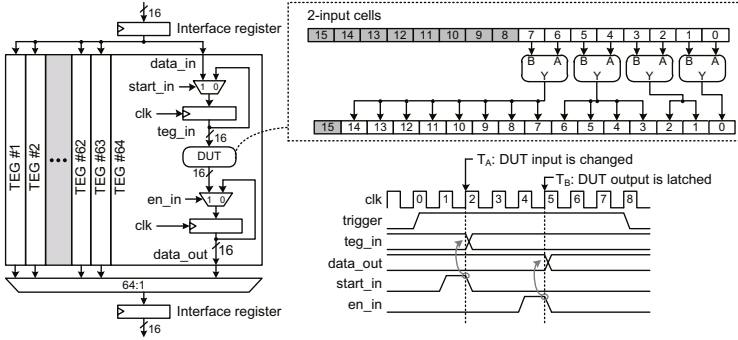 16
Interface register
TEG #1
TEG #2
TEG #62
TEG #63
TEG #64
data_in
start_in
1 0
clk
teg_in
16
DUT
16
en_in
1 0
clk
data_out
16
64:1
Interface register
16
2-input cells
15 14 13 12 11 10 9 8 7 6 5 4 3 2 1 0
B A B A B A B A
Y Y Y Y
15 14 13 12 11 10 9 8 7 6 5 4 3 2 1 0
TA: DUT input is changed
TB: DUT output is latched
clk 0 1 2 3 4 5 6 7 8
trigger
teg_in
data_out
start_in
en_in